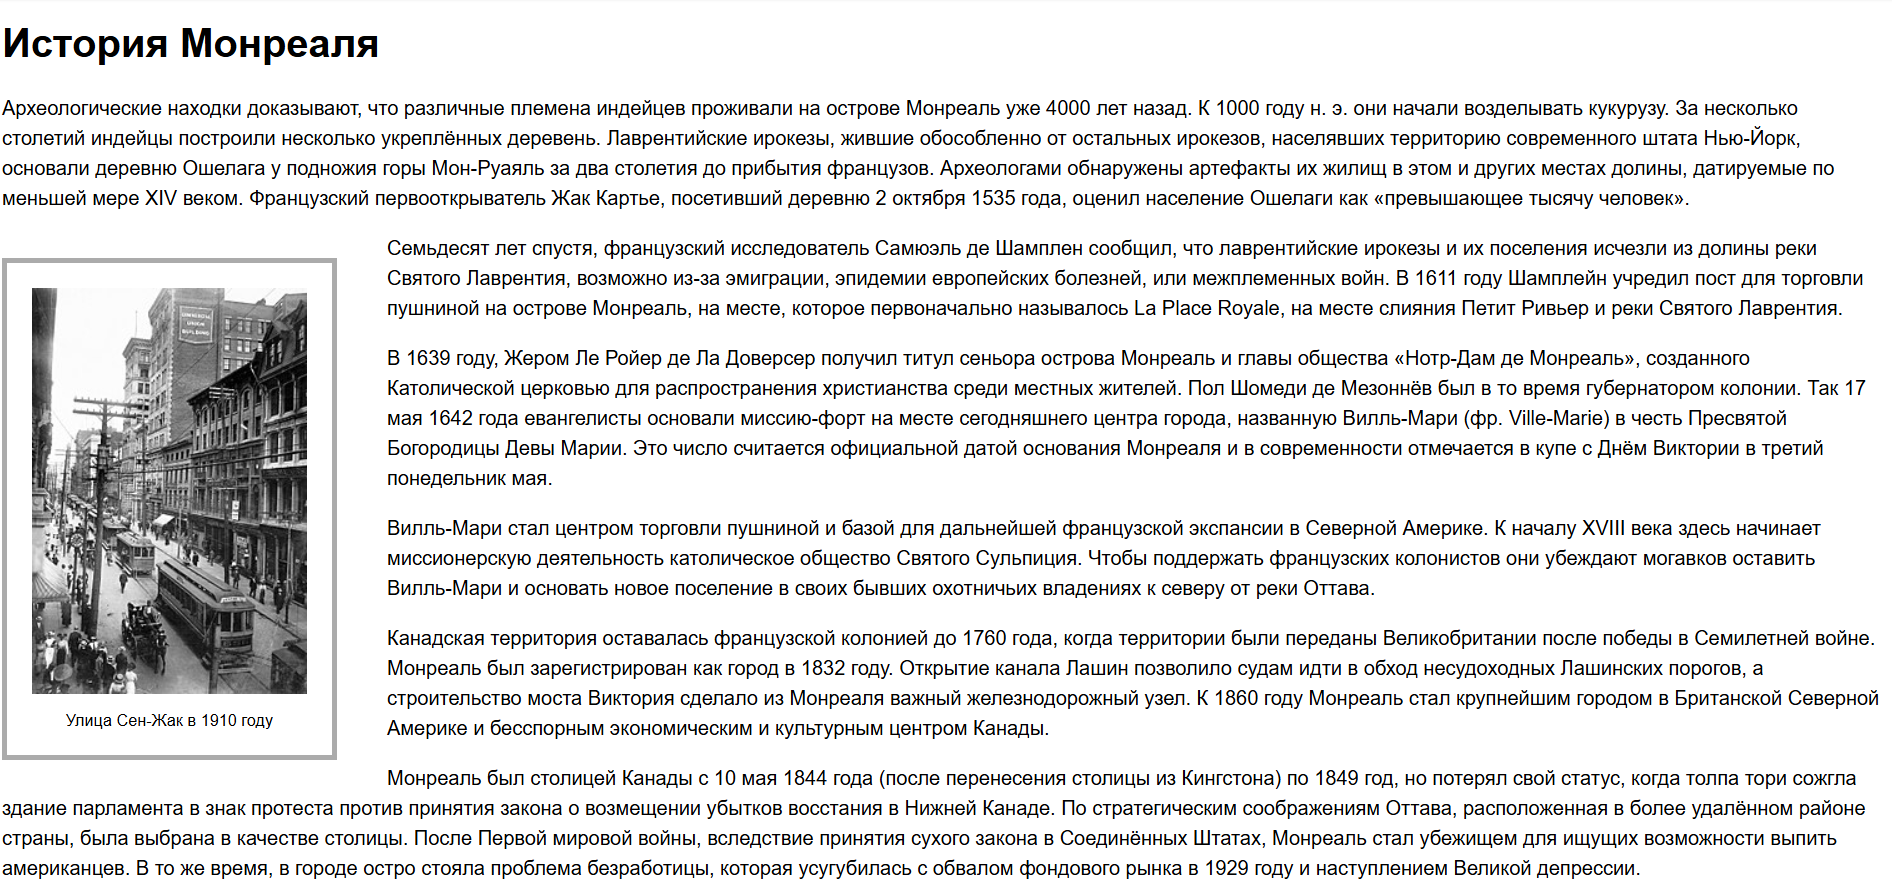 История Монреаля
Археологические находки доказывают, что различные племена индейцев проживали на острове Монреаль уже 4000 лет назад. К 1000 году н. э. они начали возделывать кукурузу. За несколько
столетий индейцы построили несколько укреплённых деревень. Лаврентийские ирокезы, жившие обособленно от остальных ирокезов, населявших территорию современного штата Нью-Йорк,
основали деревню Ошелага у подножия горы Мон-Руаяль за два столетия до прибытия французов. Археологами обнаружены артефакты их жилищ в этом и других местах долины, датируемые по
меньшей мере XIV веком. Французский первооткрыватель Жак Картье, посетивший деревню 2 октября 1535 года, оценил население Ошелаги как «превышающее тысячу человек».
Семьдесят лет спустя, французский исследователь Самюэль де Шамплен сообщил, что лаврентийские ирокезы и их поселения исчезли из долины реки
Святого Лаврентия, возможно из-за эмиграции, эпидемии европейских болезней, или межплеменных войн. В 1611 году Шамплейн учредил пост для торговли
пушниной на острове Монреаль, на месте, которое первоначально называлось La Place Royale, на месте слияния Петит Ривьер и реки Святого Лаврентия.
COMMERCIAL
UNION
BUILDING
Улица Сен-Жак в 1910 году
В 1639 году, Жером Ле Ройер де Ла Доверсер получил титул сеньора острова Монреаль и главы общества «Нотр-Дам де Монреаль», созданного
Католической церковью для распространения христианства среди местных жителей. Пол Шомеди де Мезоннёв был в то время губернатором колонии. Так 17
мая 1642 года евангелисты основали миссию-форт на месте сегодняшнего центра города, названную Вилль-Мари (фр. Ville-Marie) в честь Пресвятой
Богородицы Девы Марии. Это число считается официальной датой основания Монреаля и в современности отмечается в купе с Днём Виктории в третий
понедельник мая.
Вилль-Мари стал центром торговли пушниной и базой для дальнейшей французской экспансии в Северной Америке. К началу XVIII века здесь начинает
миссионерскую деятельность католическое общество Святого Сульпиция. Чтобы поддержать французских колонистов они убеждают могавков оставить
Вилль-Мари и основать новое поселение в своих бывших охотничьих владениях к северу от реки Оттава.
Канадская территория оставалась французской колонией до 1760 года, когда территории были переданы Великобритании после победы в Семилетней войне.
Монреаль был зарегистрирован как город в 1832 году. Открытие канала Лашин позволило судам идти в обход несудоходных Лашинских порогов, а
строительство моста Виктория сделало из Монреаля важный железнодорожный узел. К 1860 году Монреаль стал крупнейшим городом в Британской Северной
Америке и бесспорным экономическим и культурным центром Канады.
Монреаль был столицей Канады с 10 мая 1844 года (после перенесения столицы из Кингстона) по 1849 год, но потерял свой статус, когда толпа тори сожгла
здание парламента в знак протеста против принятия закона о возмещении убытков восстания в Нижней Канаде. По стратегическим соображениям Оттава, расположенная в более удалённом районе
страны, была выбрана в качестве столицы. После Первой мировой войны, вследствие принятия сухого закона в Соединённых Штатах, Монреаль стал убежищем для ищущих возможности выпить
американцев. В то же время, в городе остро стояла проблема безработицы, которая усугубилась с обвалом фондового рынка в 1929 году и наступлением Великой депрессии.